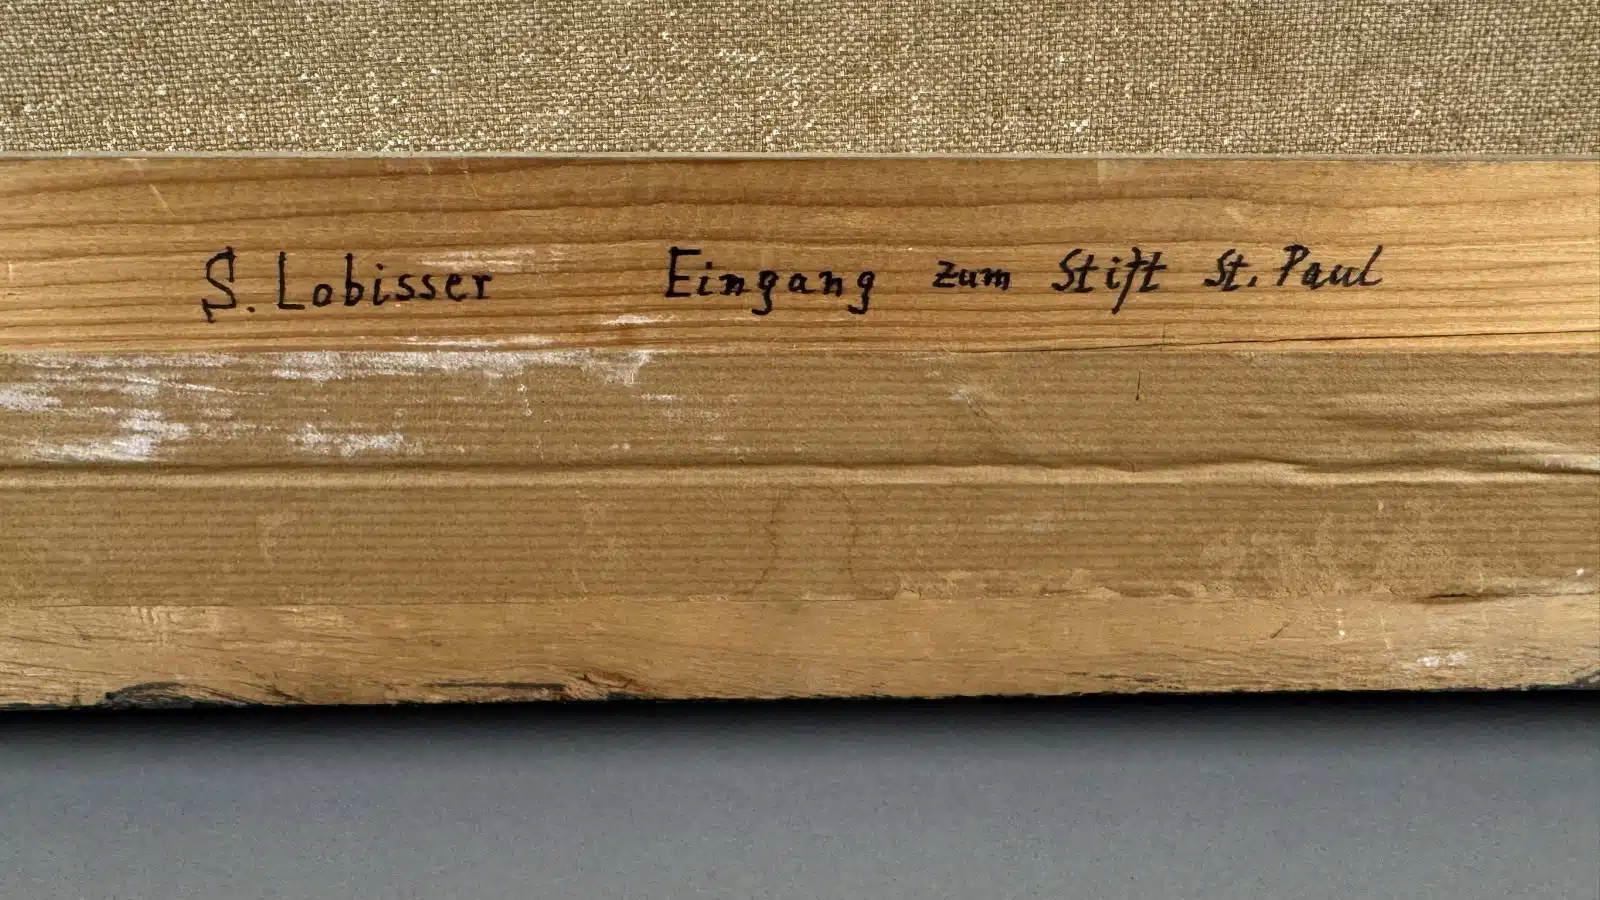 S. Lobisser Eingang zum Stift St. Paul